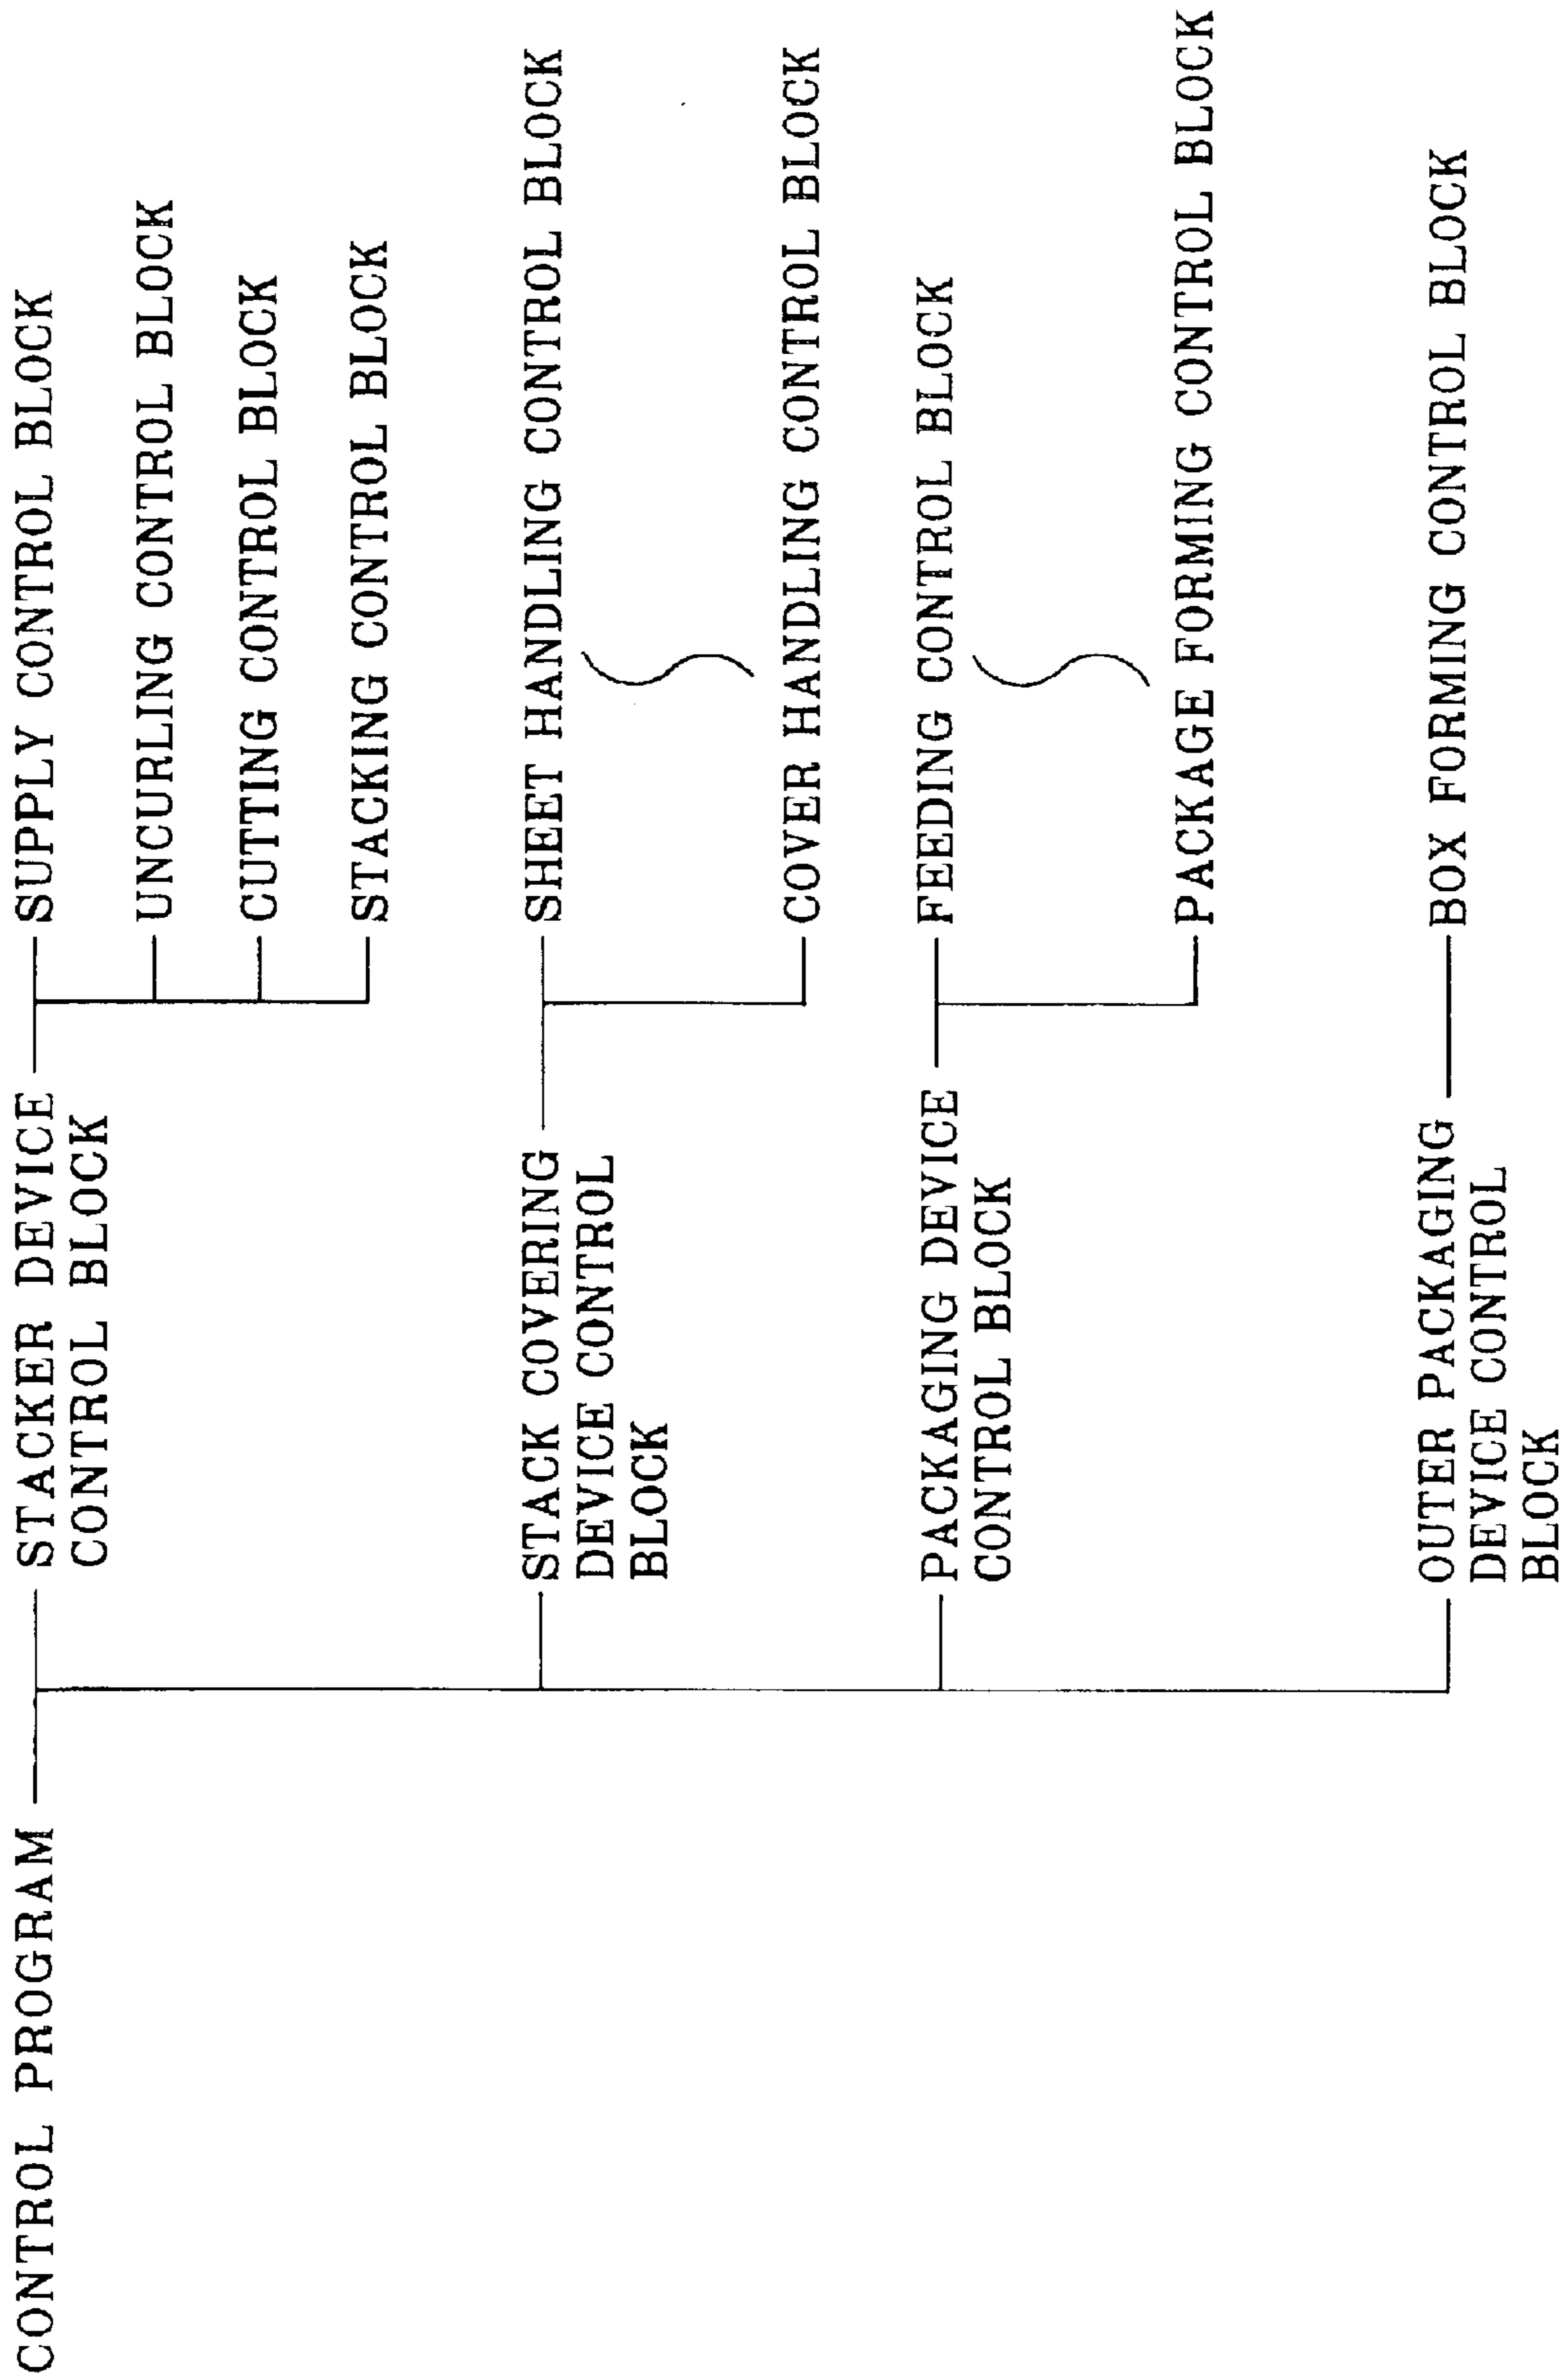 CONTROL PROGRAM
STACKER DEVICE
CONTROL BLOCK
SUPPLY CONTROL BLOCK
UNCURLING CONTROL BLOCK
CUTTING CONTROL BLOCK
STACKING CONTROL BLOCK
STACK COVERING
DEVICE CONTROL
BLOCK
SHEET HANDLING CONTROL BLOCK
COVER HANDLING CONTROL BLOCK
PACKAGING DEVICE
CONTROL BLOCK
FEEDING CONTROL BLOCK
PACKAGE FORMING CONTROL BLOCK
OUTER PACKAGING
DEVICE CONTROL
BLOCK
BOX FORMING CONTROL BLOCK